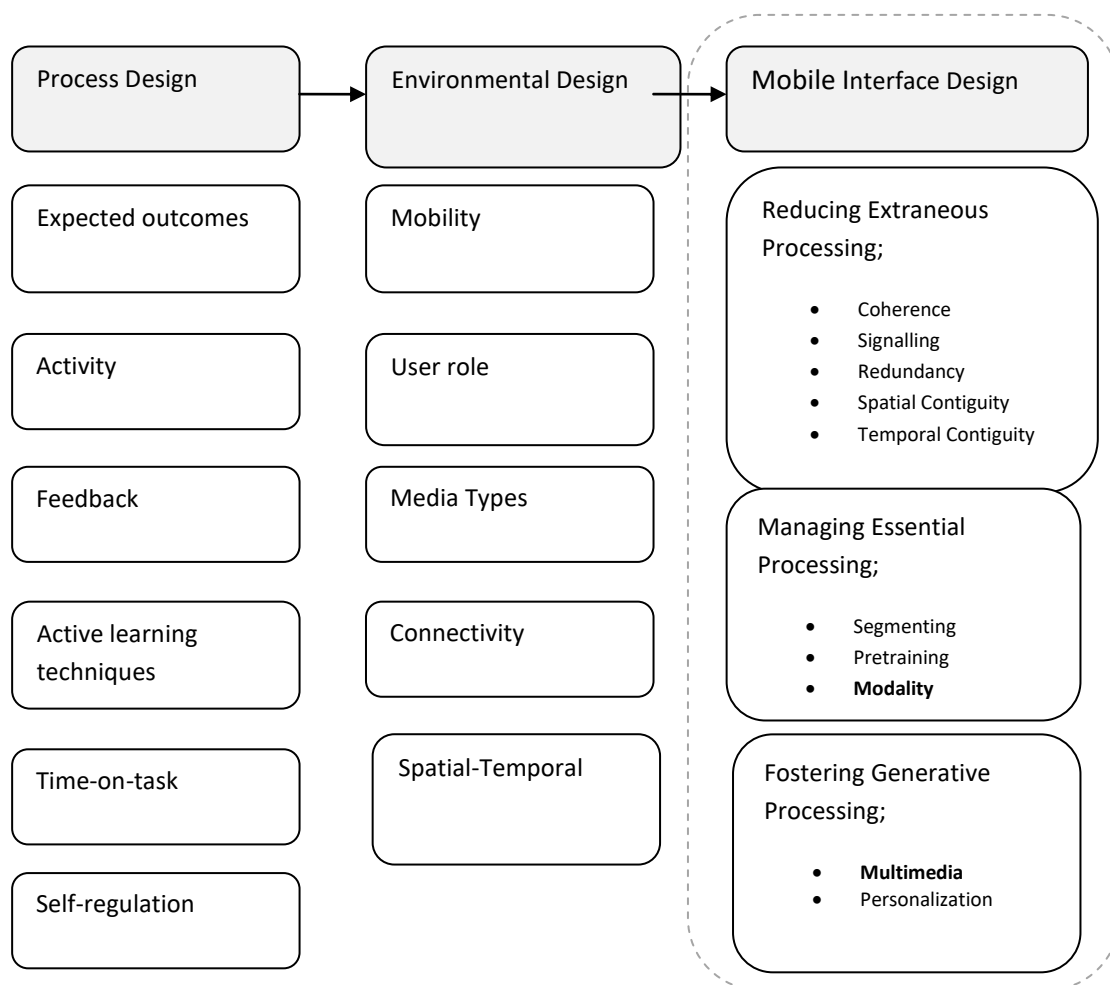 Process Design
Environmental Design
Mobile Interface Design
Expected outcomes
Activity
Feedback
Active learning
techniques
Time-on-task
Self-regulation
Mobility
User role
Media Types
Connectivity
Spatial-Temporal
Reducing Extraneous
Processing;
• Coherence
• Signalling
• Redundancy
• Spatial Contiguity
• Temporal Contiguity
Managing Essential
Processing;
• Segmenting
• Pretraining
• Modality
Fostering Generative
Processing;
• Multimedia
• Personalization